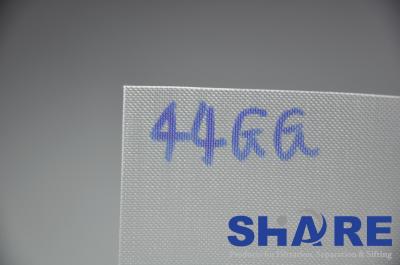 44GG
SHARE
Products for Filtration, Separation & Sifting